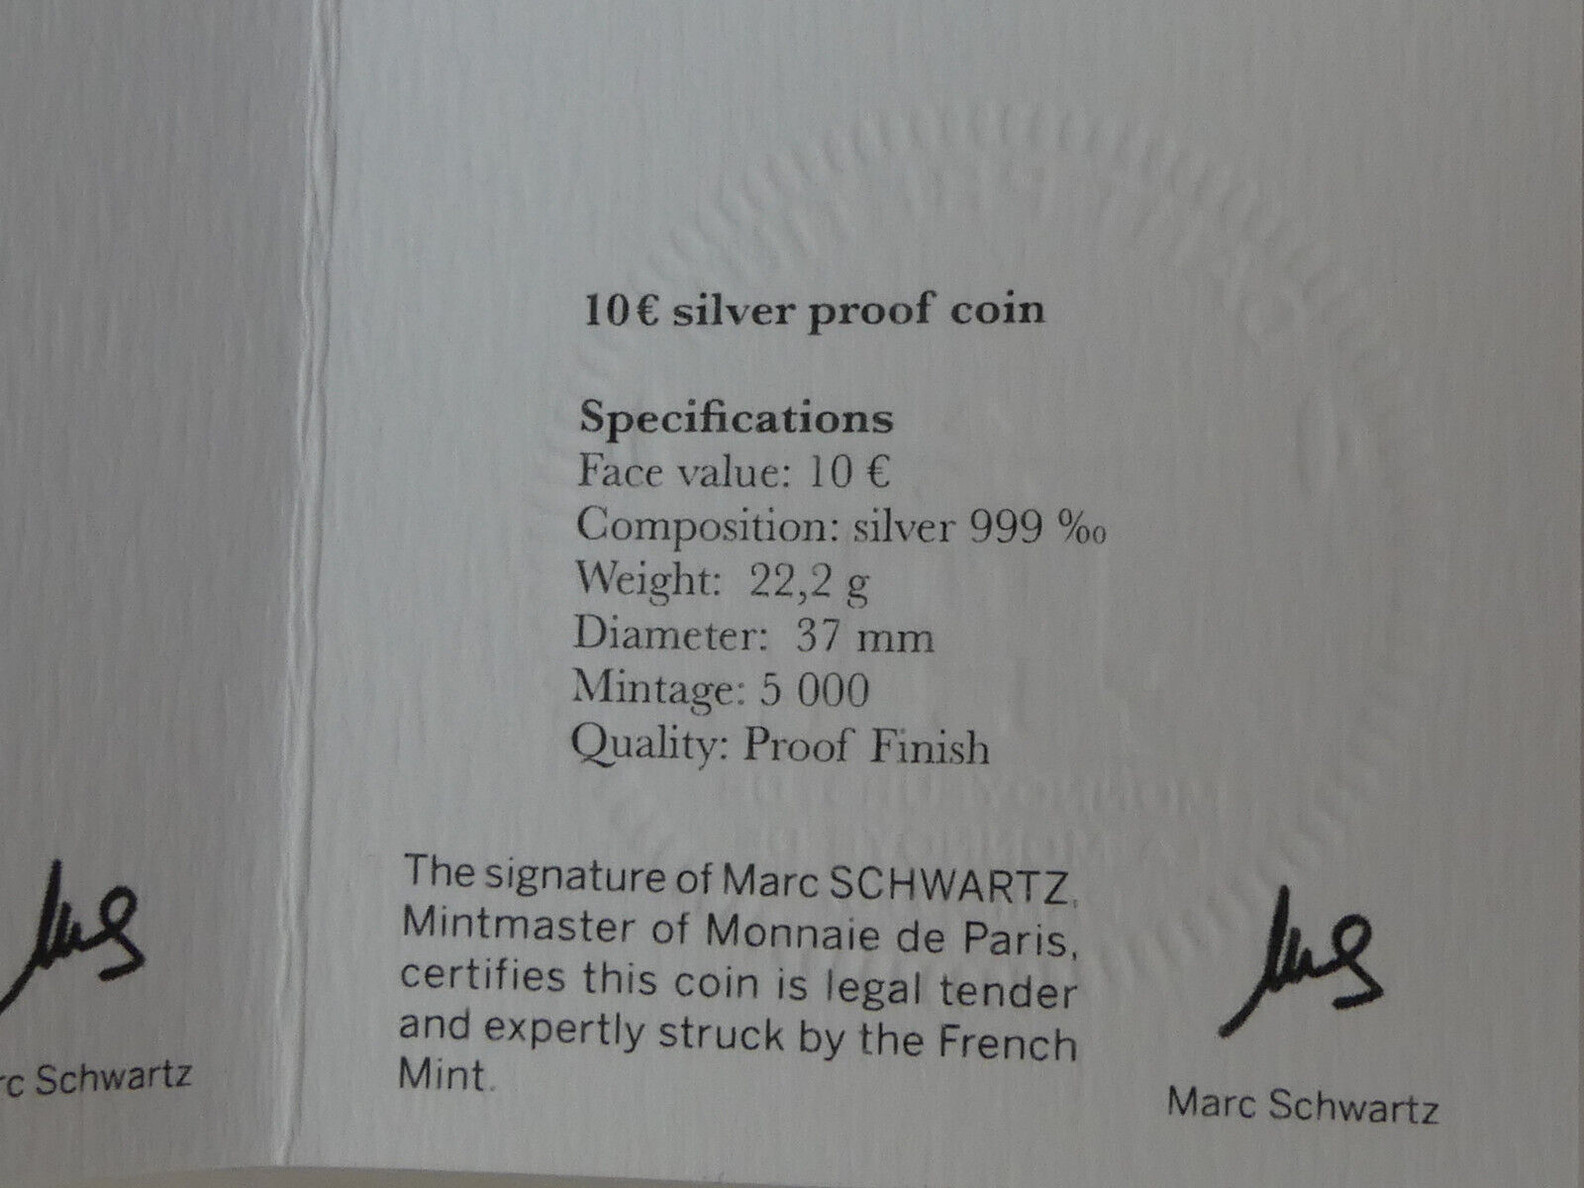 10 € silver proof coin
Specifications
Face value: 10 €
Composition: silver 999 ‰
Weight: 22,2 g
Diameter: 37 mm
Mintage: 5 000
Quality: Proof Finish
The signature of Marc SCHWARTZ,
Mintmaster of Monnaie de Paris,
certifies this coin is legal tender
and expertly struck by the French
Mint.
Marc Schwartz
Schwartz